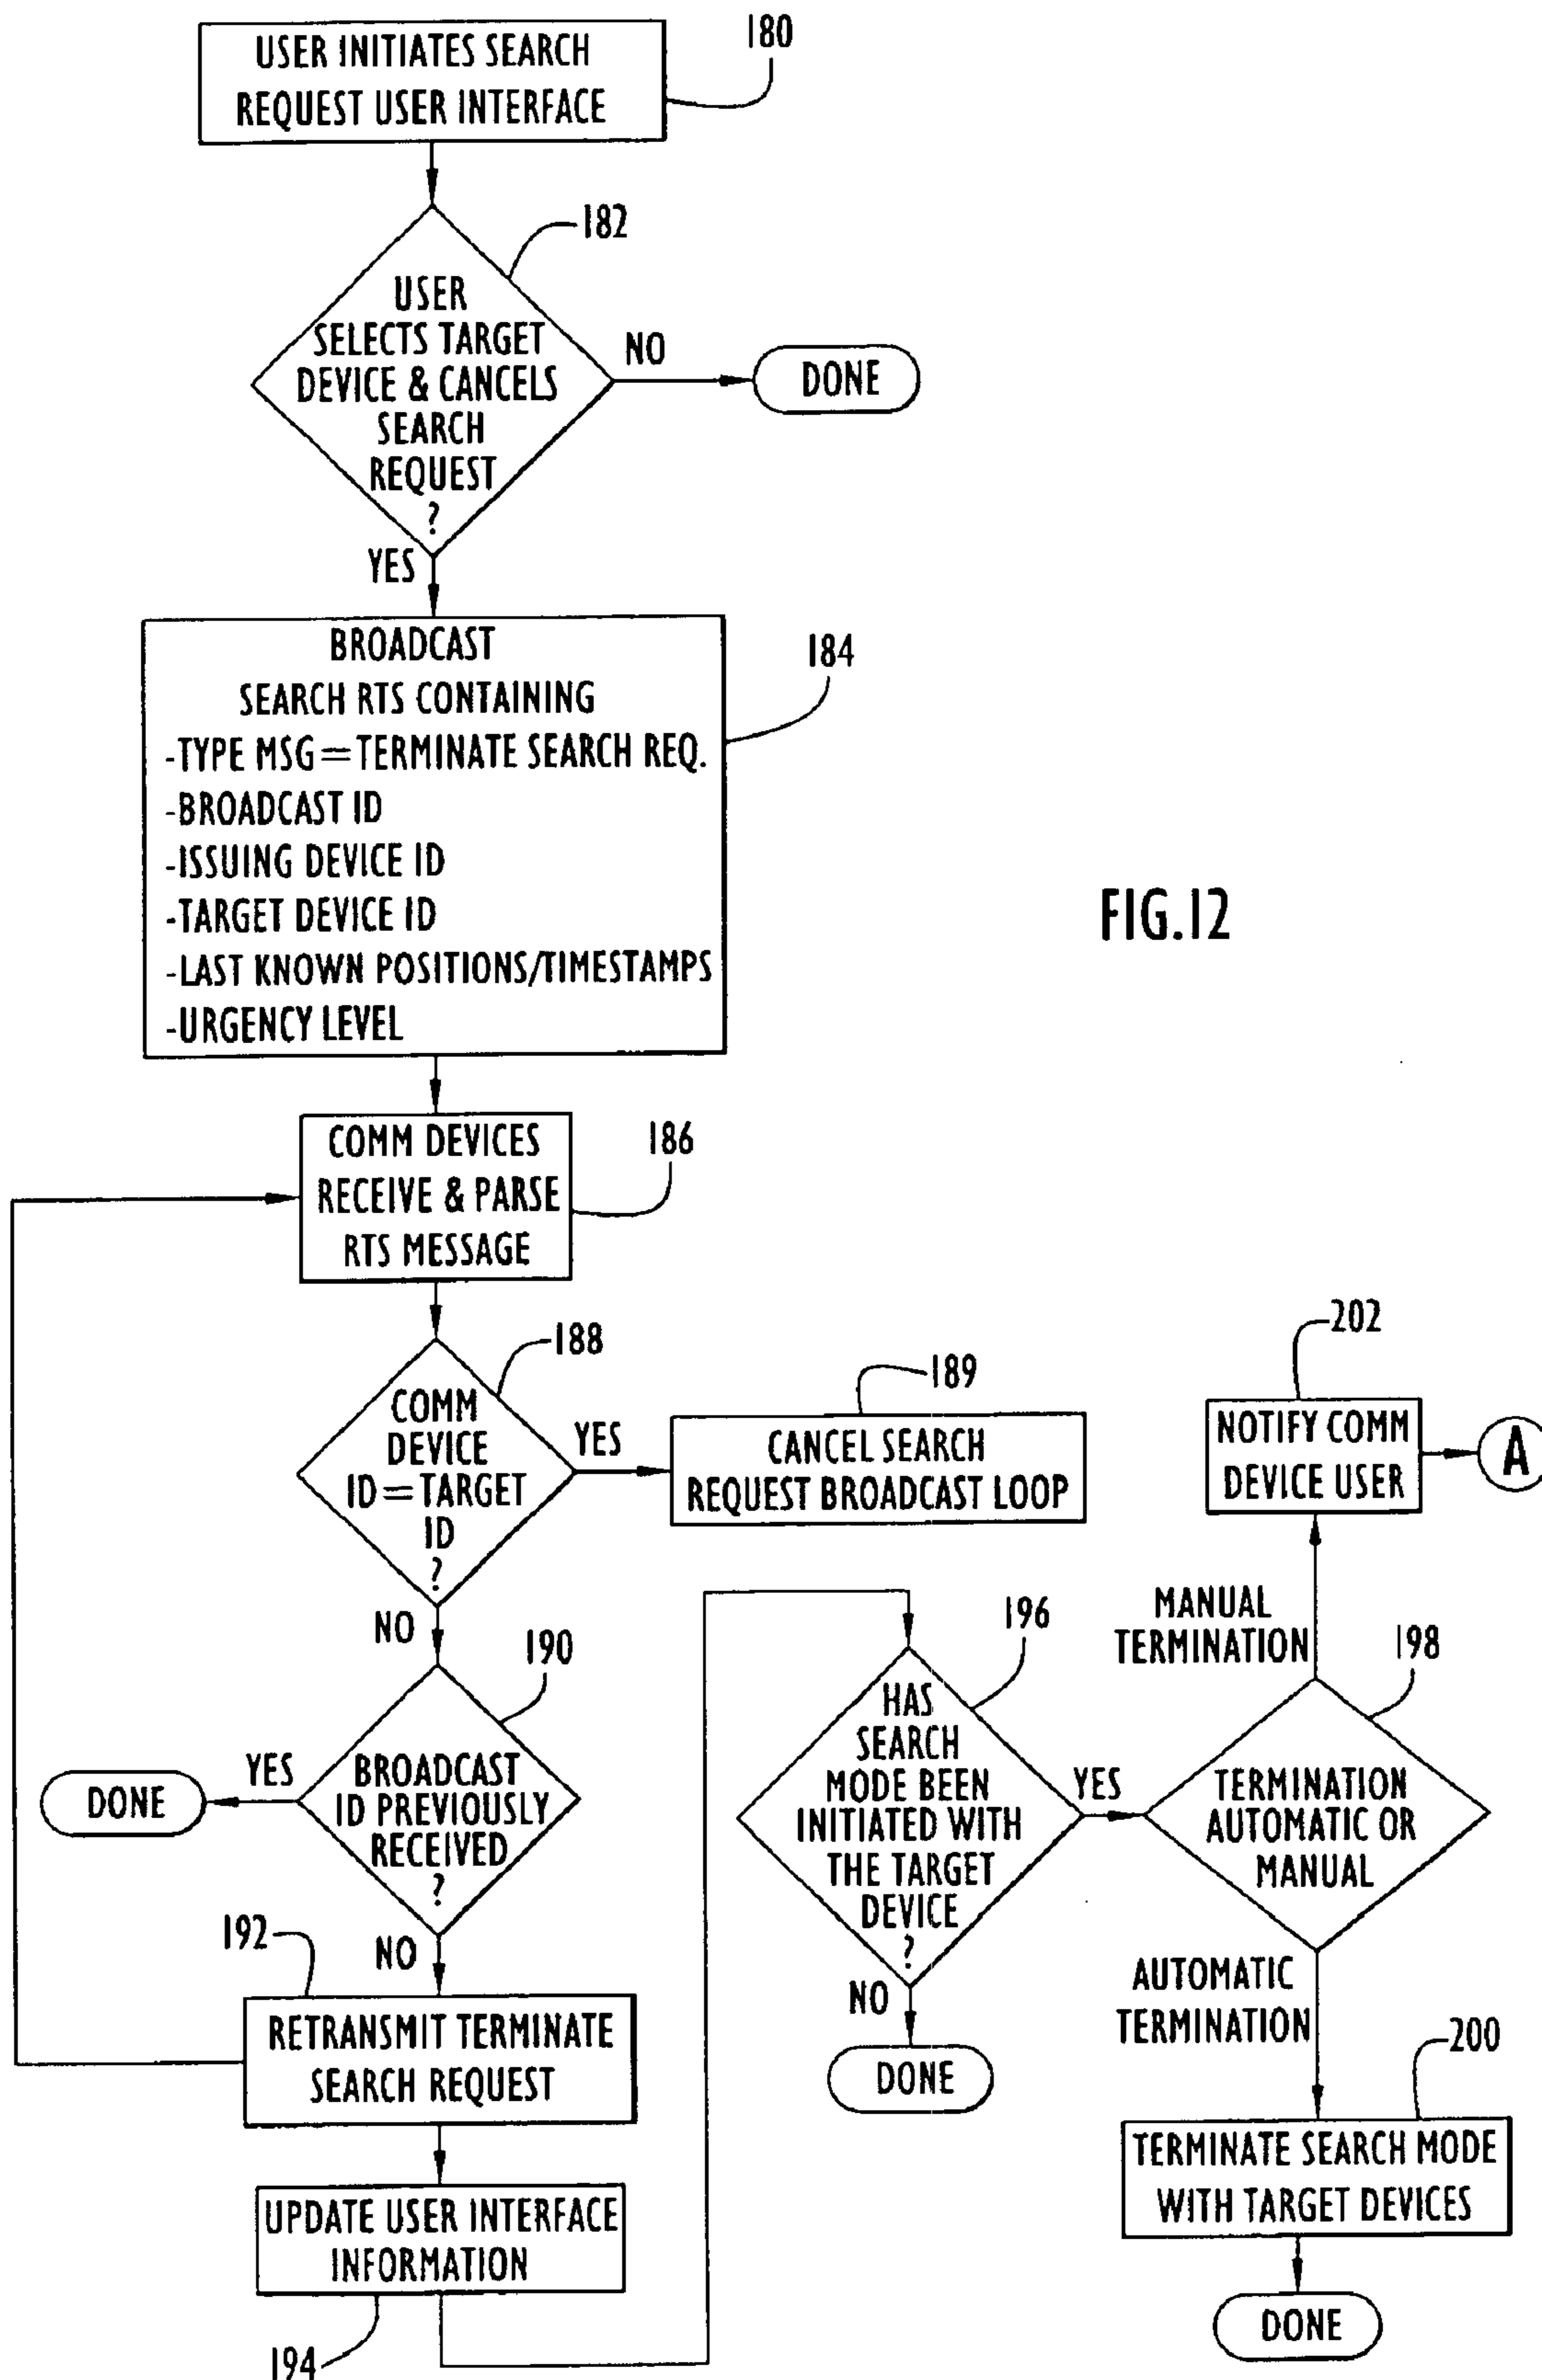 USER INITIATES SEARCH
REQUEST USER INTERFACE
180
USER
SELECTS TARGET
DEVICE & CANCELS
SEARCH
REQUEST
?
182
NO
DONE
YES
BROADCAST
SEARCH RTS CONTAINING
-TYPE MSG=TERMINATE SEARCH REQ.
-BROADCAST ID
-ISSUING DEVICE ID
-TARGET DEVICE ID
-LAST KNOWN POSITIONS/TIMESTAMPS
-URGENCY LEVEL
184
FIG.12
COMM DEVICES
RECEIVE & PARSE
RTS MESSAGE
186
COMM
DEVICE
ID=TARGET
ID
?
188
YES
CANCEL SEARCH
REQUEST BROADCAST LOOP
189
NO
BROADCAST
ID PREVIOUSLY
RECEIVED
?
190
YES
DONE
NO
192
RETRANSMIT TERMINATE
SEARCH REQUEST
UPDATE USER INTERFACE
INFORMATION
194
HAS
SEARCH
MODE BEEN
INITIATED WITH
THE TARGET
DEVICE
?
196
NO
DONE
YES
TERMINATION
AUTOMATIC OR
MANUAL
198
MANUAL
TERMINATION
202
NOTIFY COMM
DEVICE USER
A
AUTOMATIC
TERMINATION
200
TERMINATE SEARCH MODE
WITH TARGET DEVICES
DONE